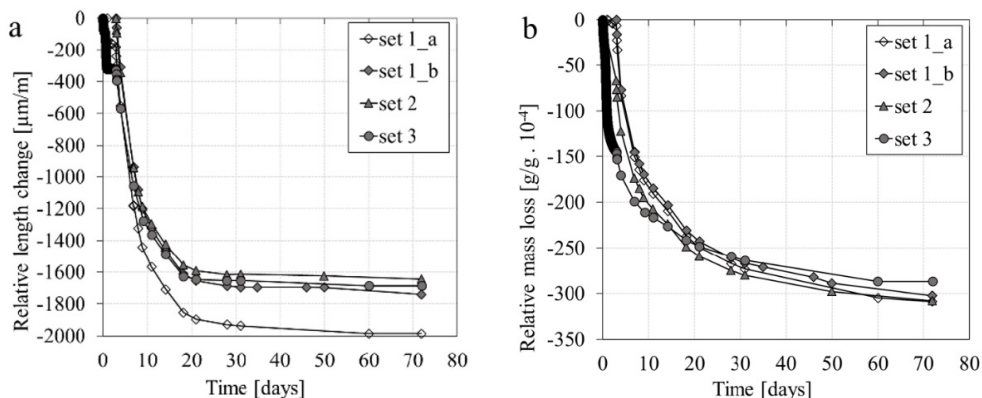 a
0
-200
-400
-600
-800
-1000
-1200
-1400
-1600
-1800
-2000
Relative length change [µm/m]
0 10 20 30 40 50 60 70 80
Time [days]
set 1_a
set 1_b
set 2
set 3
b
0
-50
-100
-150
-200
-250
-300
-350
Relative mass loss [g/g . 10-4]
0 10 20 30 40 50 60 70 80
Time [days]
set 1_a
set 1_b
set 2
set 3